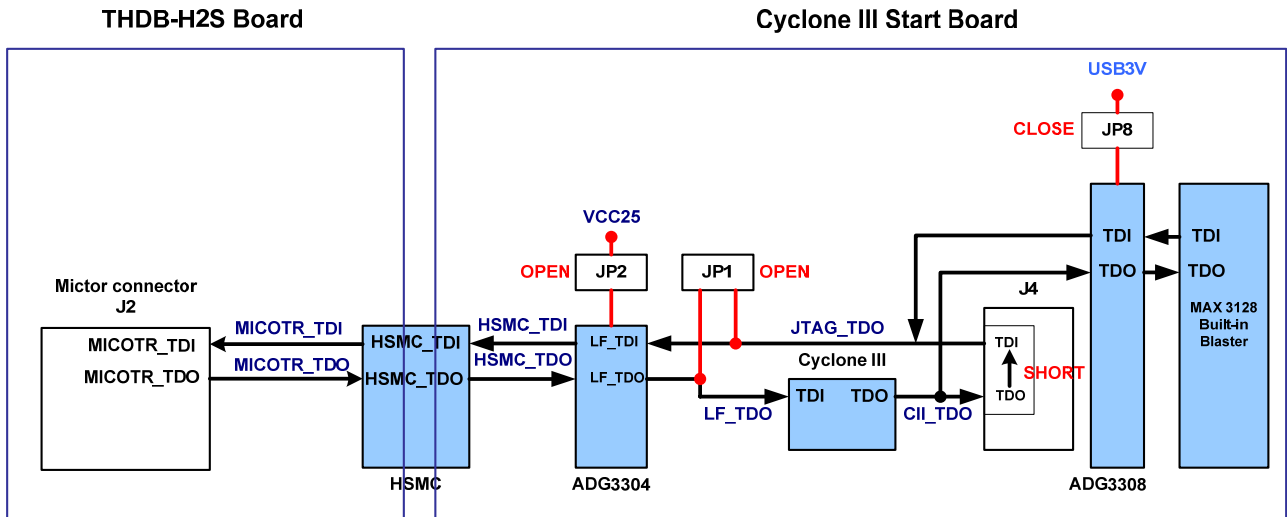 THDB-H2S Board
Cyclone III Start Board
USB3V
CLOSE
JP8
VCC25
OPEN
JP2
JP1
OPEN
TDI
TDO
TDI
TDO
MAX 3128
Built-in
Blaster
Mictor connector
J2
MICOTR_TDI
MICOTR_TDO
MICOTR_TDI
MICOTR_TDO
HSMC_TDI
HSMC_TDO
HSMC_TDI
HSMC_TDO
LF_TDI
LF_TDO
JTAG_TDO
Cyclone III
TDI TDO
LF_TDO
CII_TDO
J4
TDI
TDO
SHORT
HSMC
ADG3304
ADG3308